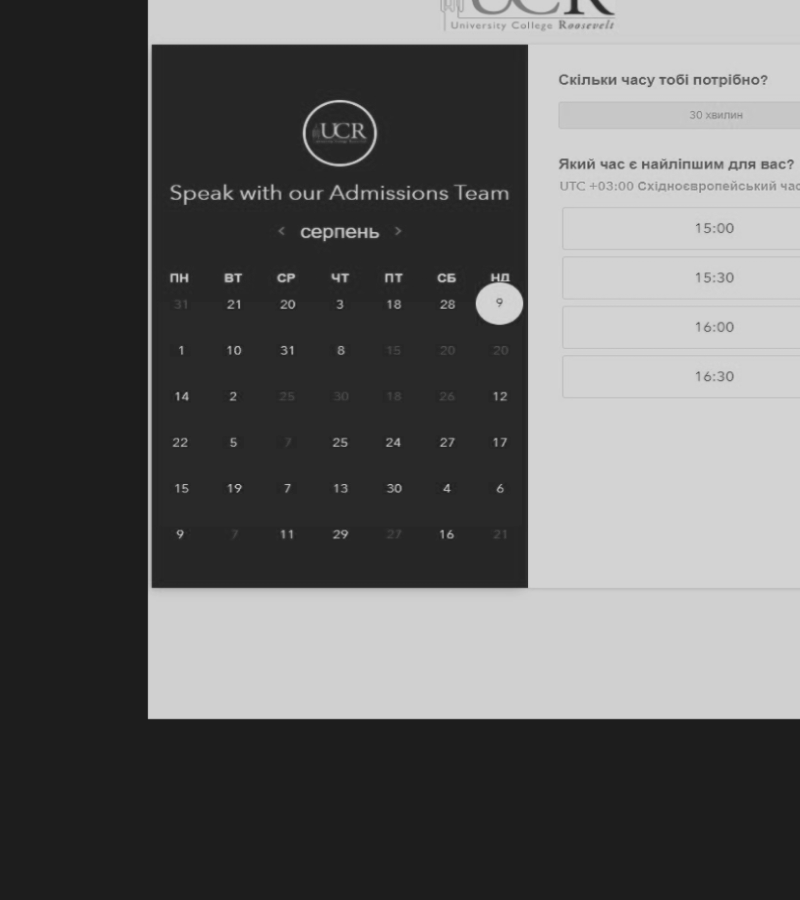 UCR
University College Roosevelt
UCR
Speak with our Admissions Team
< серпень >
ПН ВТ СР ЧТ ПТ СБ НД
31 21 20 3 18 28 9
1 10 31 8 15 20 20
14 2 25 30 18 26 12
22 5 7 25 24 27 17
15 19 7 13 30 4 6
9 7 11 29 27 16 21
Скільки часу тобі потрібно?
30 хвилин
Який час є найліпшим для вас?
UTC +03:00 Східноєвропейський час
15:00
15:30
16:00
16:30